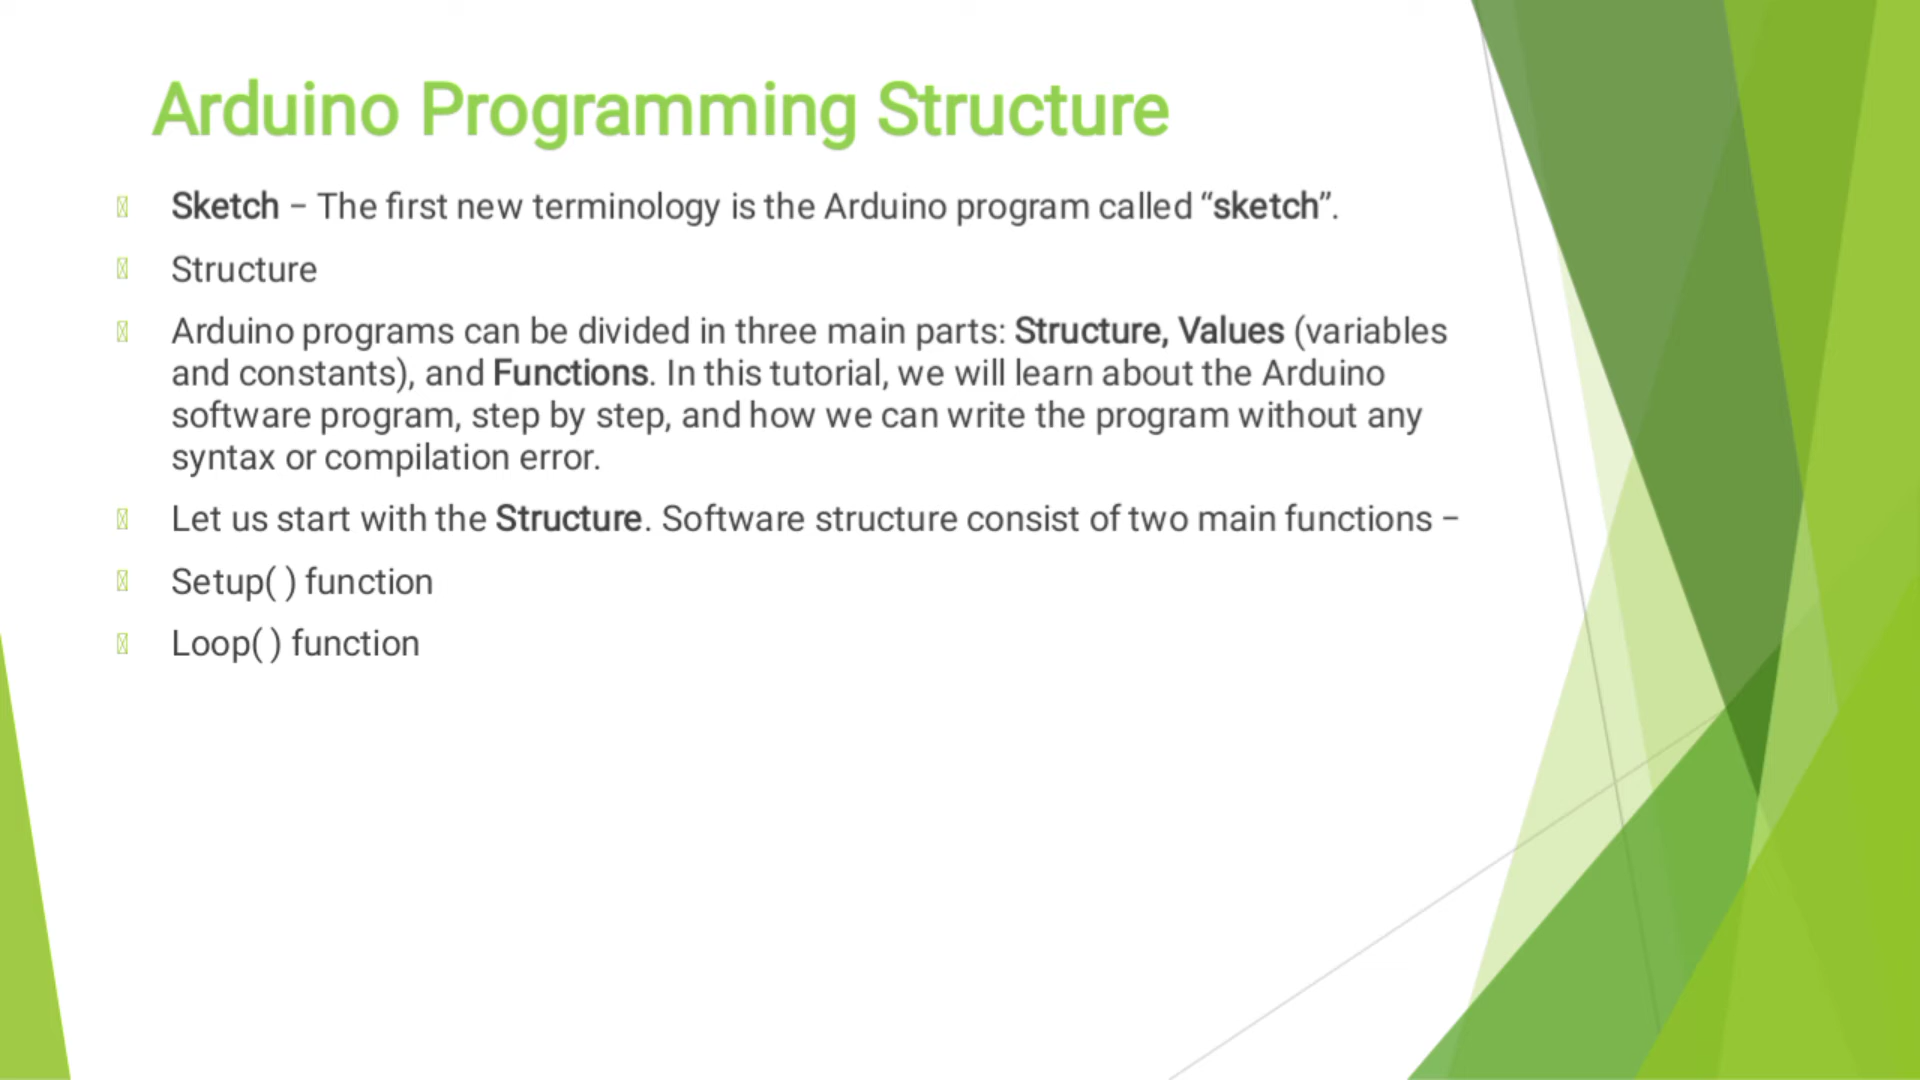 Arduino Programming Structure
Sketch − The first new terminology is the Arduino program called “sketch”.
Structure
Arduino programs can be divided in three main parts: Structure, Values (variables
and constants), and Functions. In this tutorial, we will learn about the Arduino
software program, step by step, and how we can write the program without any
syntax or compilation error.
Let us start with the Structure. Software structure consist of two main functions −
Setup( ) function
Loop( ) function